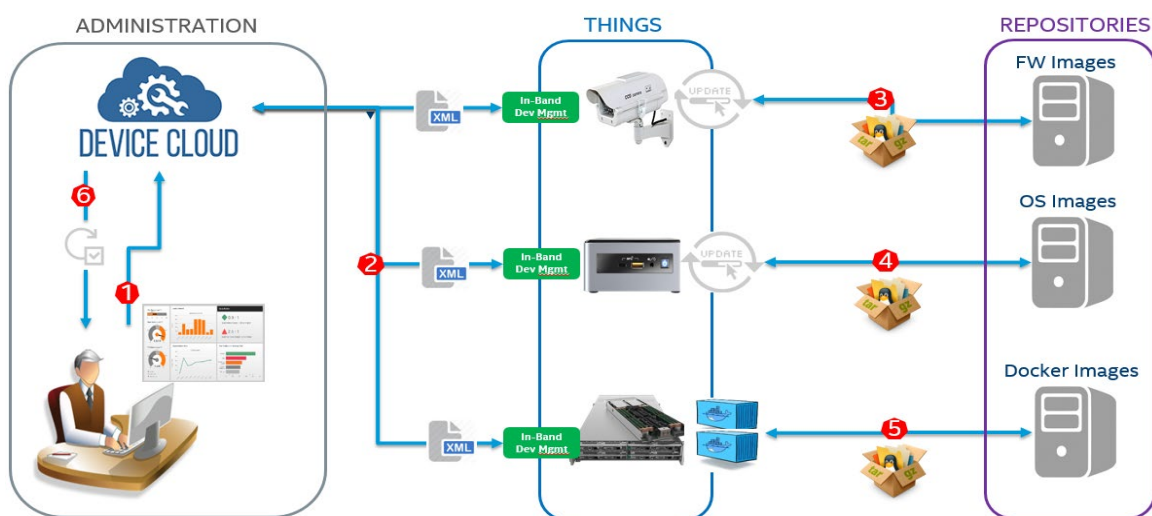 ADMINISTRATION
THINGS
REPOSITORIES
FW Images
XML
In-Band
Dev Mgmt
UPDATE
3
tar
gz
DEVICE CLOUD
6
1
2
OS Images
XML
In-Band
Dev Mgmt
UPDATE
4
tar
gz
Docker Images
XML
In-Band
Dev Mgmt
5
tar
gz